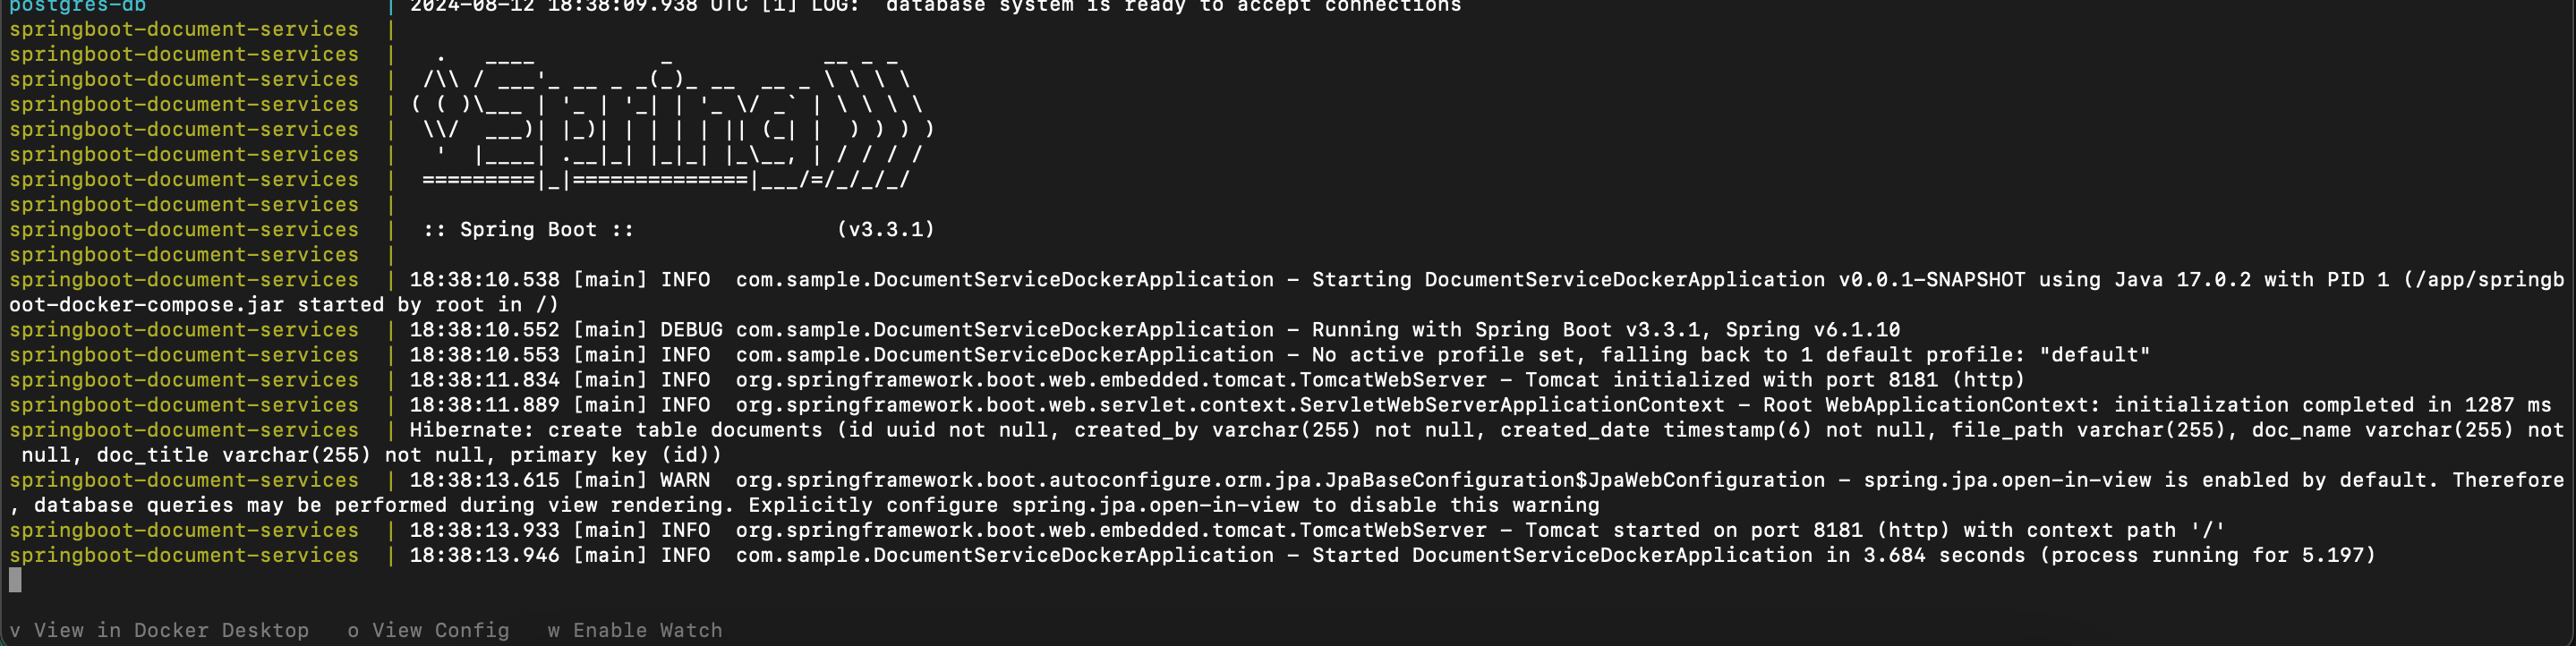 postgres-db                   | 2024-08-12 18:38:09.938 UTC [1] LOG:  database system is ready to accept connections
springboot-document-services  |
springboot-document-services  |   .   ____          _            __ _ _
springboot-document-services  |  /\\ / ___'_ __ _ _(_)_ __  __ _ \ \ \ \
springboot-document-services  | ( ( )\___ | '_ | '_| | '_ \/ _` | \ \ \ \
springboot-document-services  |  \\/  ___)| |_)| | | | | || (_| |  ) ) ) )
springboot-document-services  |   '  |____| .__|_| |_|_| |_\__, | / / / /
springboot-document-services  |  =========|_|==============|___/=/_/_/_/
springboot-document-services  |
springboot-document-services  |  :: Spring Boot ::                (v3.3.1)
springboot-document-services  |
springboot-document-services  | 18:38:10.538 [main] INFO  com.sample.DocumentServiceDockerApplication – Starting DocumentServiceDockerApplication v0.0.1-SNAPSHOT using Java 17.0.2 with PID 1 (/app/springb
oot-docker-compose.jar started by root in /)
springboot-document-services  | 18:38:10.552 [main] DEBUG com.sample.DocumentServiceDockerApplication – Running with Spring Boot v3.3.1, Spring v6.1.10
springboot-document-services  | 18:38:10.553 [main] INFO  com.sample.DocumentServiceDockerApplication – No active profile set, falling back to 1 default profile: "default"
springboot-document-services  | 18:38:11.834 [main] INFO  org.springframework.boot.web.embedded.tomcat.TomcatWebServer – Tomcat initialized with port 8181 (http)
springboot-document-services  | 18:38:11.889 [main] INFO  org.springframework.boot.web.servlet.context.ServletWebServerApplicationContext – Root WebApplicationContext: initialization completed in 1287 ms
springboot-document-services  | Hibernate: create table documents (id uuid not null, created_by varchar(255) not null, created_date timestamp(6) not null, file_path varchar(255), doc_name varchar(255) not
 null, doc_title varchar(255) not null, primary key (id))
springboot-document-services  | 18:38:13.615 [main] WARN  org.springframework.boot.autoconfigure.orm.jpa.JpaBaseConfiguration$JpaWebConfiguration – spring.jpa.open-in-view is enabled by default. Therefore
, database queries may be performed during view rendering. Explicitly configure spring.jpa.open-in-view to disable this warning
springboot-document-services  | 18:38:13.933 [main] INFO  org.springframework.boot.web.embedded.tomcat.TomcatWebServer – Tomcat started on port 8181 (http) with context path '/'
springboot-document-services  | 18:38:13.946 [main] INFO  com.sample.DocumentServiceDockerApplication – Started DocumentServiceDockerApplication in 3.684 seconds (process running for 5.197)
v View in Docker Desktop   o View Config   w Enable Watch